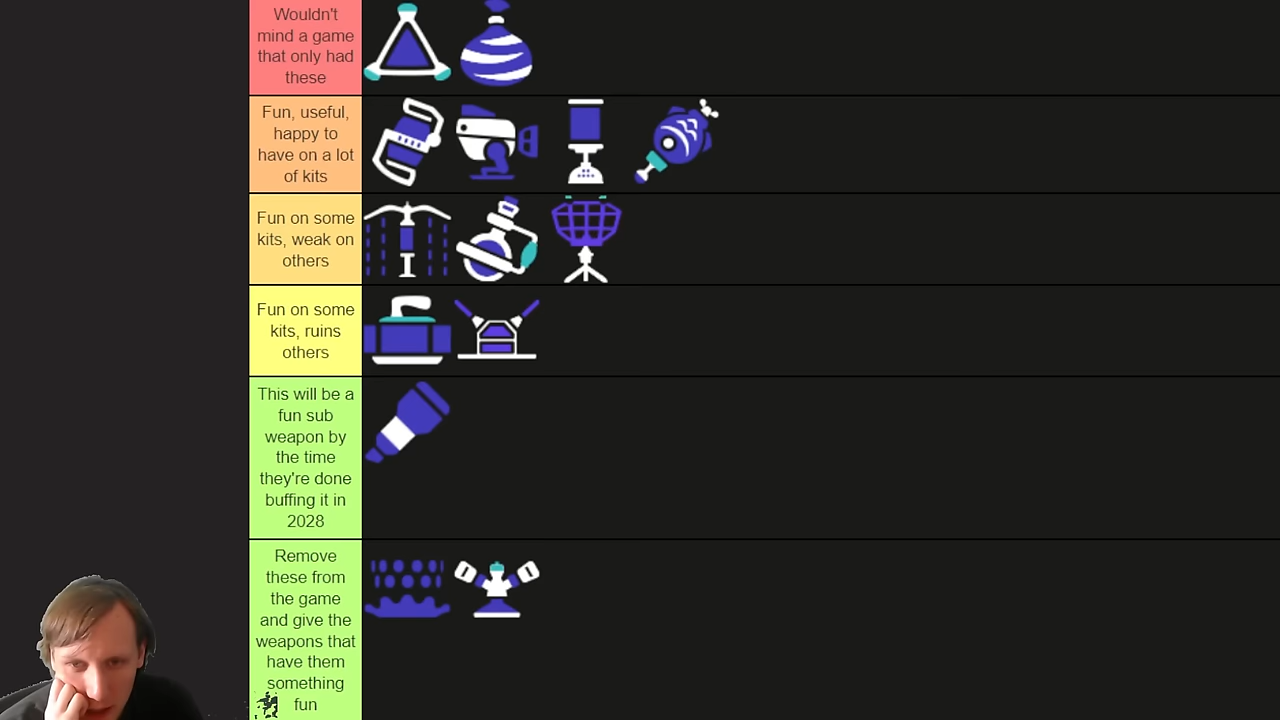 Wouldn't
mind a game
that only had
these
Fun, useful,
happy to
have on a lot
of kits
Fun on some
kits, weak on
others
Fun on some
kits, ruins
others
This will be a
fun sub
weapon by
the time
they're done
buffing it in
2028
Remove
these from
the game
and give the
weapons that
have them
something
fun